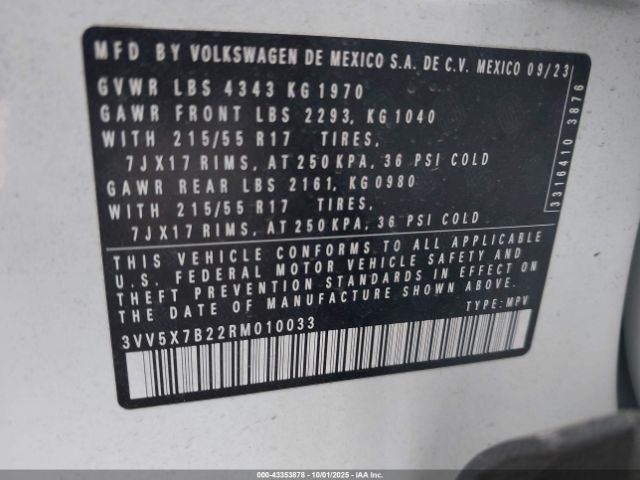 MFD BY VOLKSWAGEN DE MEXICO S.A. DE C.V. MEXICO 09/23
GVWR LBS 4343 KG 1970
GAWR FRONT LBS 2293, KG 1040
WITH 215/55 R17 TIRES,
7JX17 RIMS, AT 250 KPA, 36 PSI COLD
GAWR REAR LBS 2161, KG 0980
WITH 215/55 R17 TIRES,
7JX17 RIMS, AT 250 KPA, 36 PSI COLD
3316410 3876
THIS VEHICLE CONFORMS TO ALL APPLICABLE
U.S. FEDERAL MOTOR VEHICLE SAFETY AND
THEFT PREVENTION STANDARDS IN EFFECT ON
THE DATE OF MANUFACTURE SHOWN ABOVE.
3VV5X7B22RM010033
TYPE: MPV
000-43353878 - 10/01/2025 - IAA Inc.